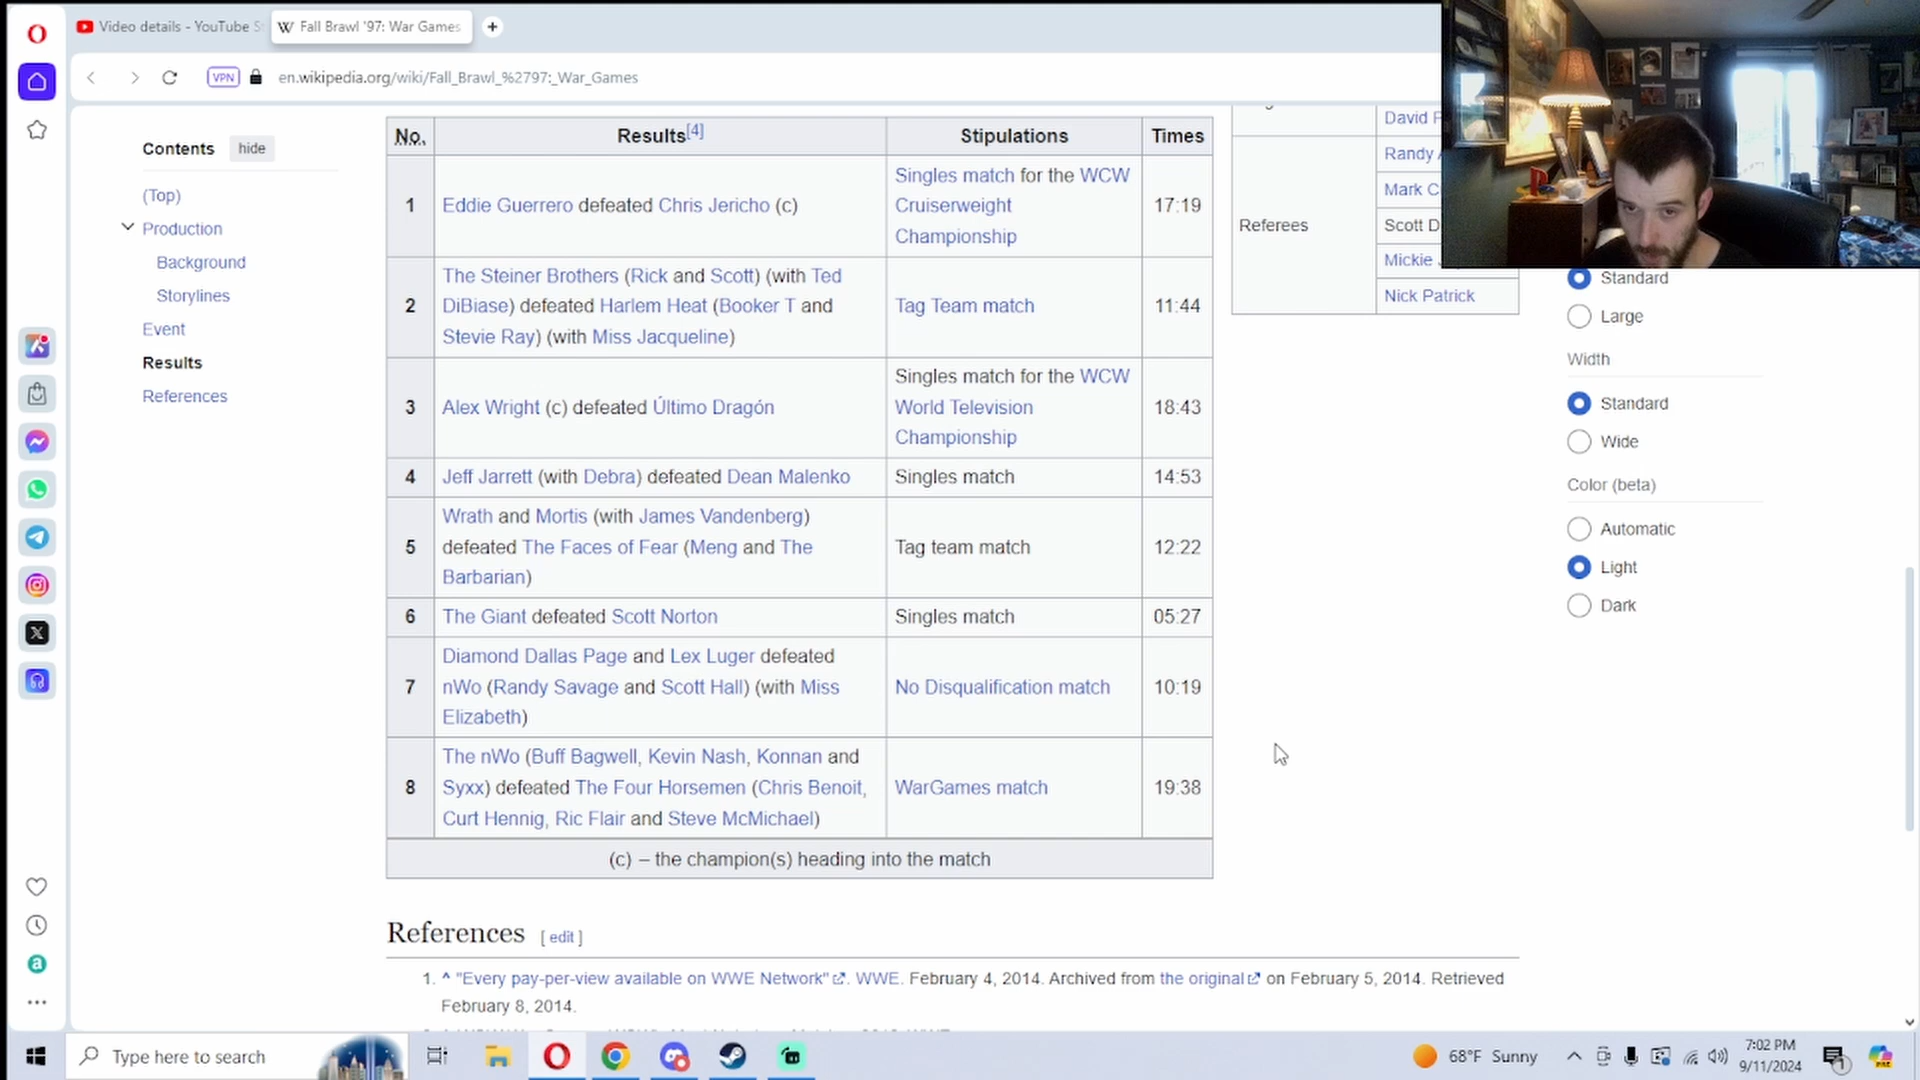 Video details - YouTube S
Fall Brawl '97: War Games
VPN
en.wikipedia.org/wiki/Fall_Brawl_%2797:_War_Games
Contents
hide
(Top)
Production
Background
Storylines
Event
Results
References
No.
Results[4]
Stipulations
Times
1
Eddie Guerrero defeated Chris Jericho (c)
Singles match for the WCW
Cruiserweight
Championship
17:19
2
The Steiner Brothers (Rick and Scott) (with Ted
DiBiase) defeated Harlem Heat (Booker T and
Stevie Ray) (with Miss Jacqueline)
Tag Team match
11:44
3
Alex Wright (c) defeated Último Dragón
Singles match for the WCW
World Television
Championship
18:43
4
Jeff Jarrett (with Debra) defeated Dean Malenko
Singles match
14:53
5
Wrath and Mortis (with James Vandenberg)
defeated The Faces of Fear (Meng and The
Barbarian)
Tag team match
12:22
6
The Giant defeated Scott Norton
Singles match
05:27
7
Diamond Dallas Page and Lex Luger defeated
nWo (Randy Savage and Scott Hall) (with Miss
Elizabeth)
No Disqualification match
10:19
8
The nWo (Buff Bagwell, Kevin Nash, Konnan and
Syxx) defeated The Four Horsemen (Chris Benoit,
Curt Hennig, Ric Flair and Steve McMichael)
WarGames match
19:38
(c) – the champion(s) heading into the match
References [ edit ]
1. ^ "Every pay-per-view available on WWE Network". WWE. February 4, 2014. Archived from the original on February 5, 2014. Retrieved
February 8, 2014.
Referees
David
Randy
Mark C
Scott D
Mickie
Nick Patrick
Standard
Large
Width
Standard
Wide
Color (beta)
Automatic
Light
Dark
Type here to search
68°F Sunny
7:02 PM
9/11/2024
1